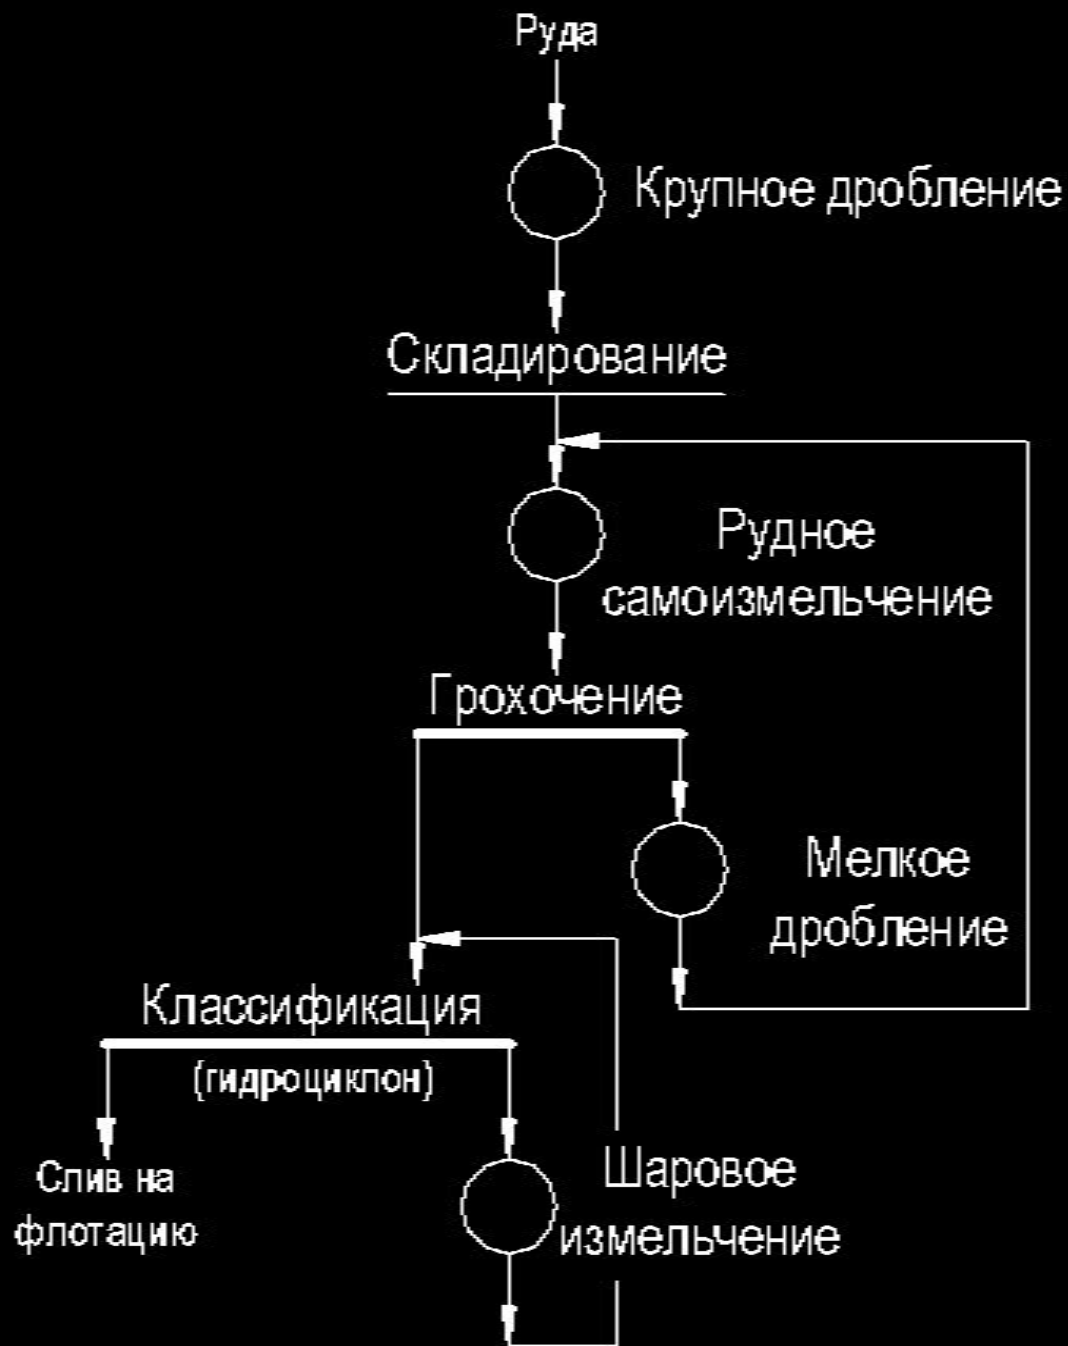 Руда
Крупное дробление
Складирование
Рудное
самоизмельчение
Грохочение
Мелкое
дробление
Классификация
(гидроциклон)
Слив на
флотацию
Шаровое
измельчение